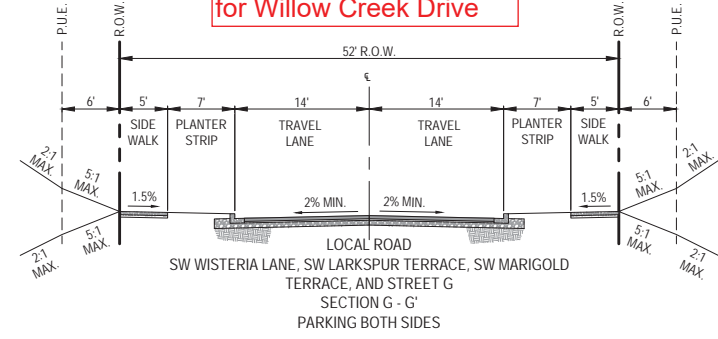 for Willow Creek Drive
P.U.E. R.O.W. R.O.W. P.U.E.
52' R.O.W.
℄
6' 5' 7' 14' 14' 7' 5' 6'
SIDE WALK
PLANTER STRIP
TRAVEL LANE
TRAVEL LANE
PLANTER STRIP
SIDE WALK
2:1 MAX.
5:1 MAX.
1.5%
2% MIN.
2% MIN.
1.5%
5:1 MAX.
2:1 MAX.
2:1 MAX.
5:1 MAX.
5:1 MAX.
2:1 MAX.
LOCAL ROAD
SW WISTERIA LANE, SW LARKSPUR TERRACE, SW MARIGOLD
TERRACE, AND STREET G
SECTION G - G'
PARKING BOTH SIDES